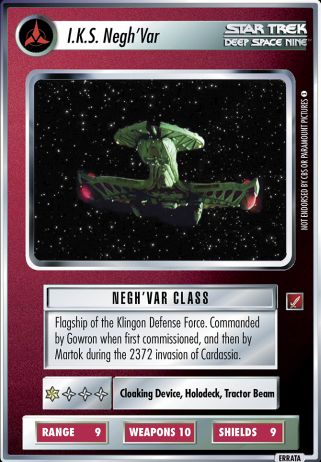 I.K.S. Negh'Var
STAR TREK
DEEP SPACE NINE
NOT ENDORSED BY CBS OR PARAMOUNT PICTURES
NEGH'VAR CLASS
Flagship of the Klingon Defense Force. Commanded
by Gowron when first commissioned, and then by
Martok during the 2372 invasion of Cardassia.
Cloaking Device, Holodeck, Tractor Beam
RANGE 9 WEAPONS 10 SHIELDS 9
ERRATA